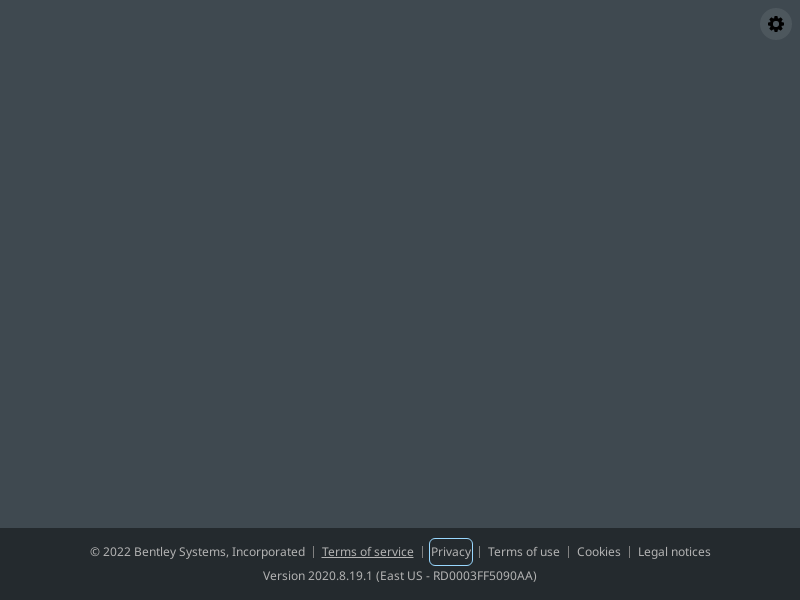 © 2022 Bentley Systems, Incorporated | Terms of service | Privacy | Terms of use | Cookies | Legal notices
Version 2020.8.19.1 (East US - RD0003FF5090AA)